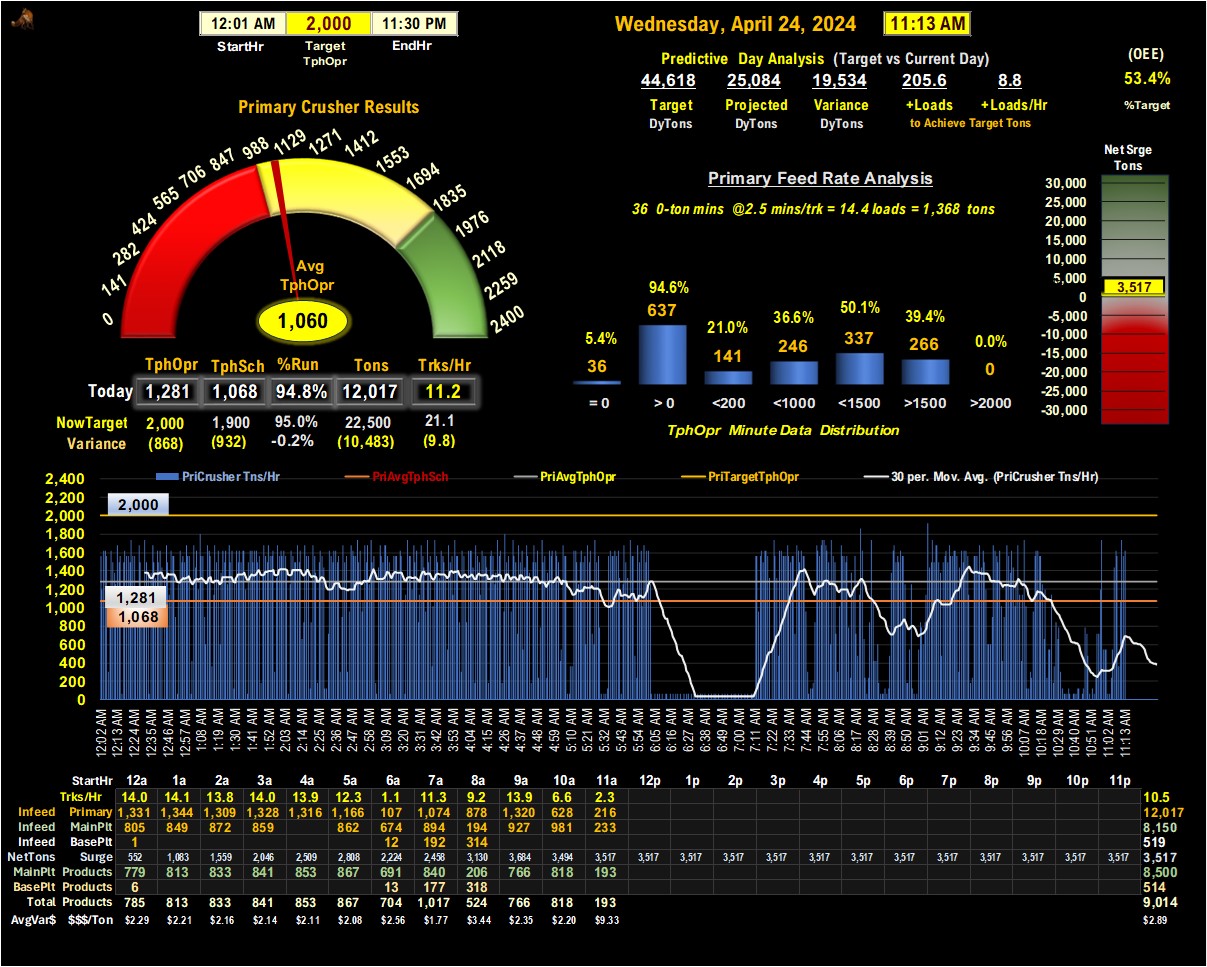 12:01 AM 2,000 11:30 PM
StartHr Target TphOpr EndHr
Wednesday, April 24, 2024 11:13 AM
Predictive Day Analysis (Target vs Current Day)
44,618 25,084 19,534 205.6 8.8
Target Projected Variance +Loads +Loads/Hr
DyTons DyTons DyTons to Achieve Target Tons
(OEE)
53.4%
%Target
Primary Crusher Results
0 141 282 424 565 706 847 988 1129 1271 1412 1553 1694 1835 1976 2118 2259 2400
Avg
TphOpr
1,060
TphOpr TphSch %Run Tons Trks/Hr
Today 1,281 1,068 94.8% 12,017 11.2
NowTarget 2,000 1,900 95.0% 22,500 21.1
Variance (868) (932) -0.2% (10,483) (9.8)
Primary Feed Rate Analysis
36 0-ton mins @2.5 mins/trk = 14.4 loads = 1,368 tons
5.4% 94.6% 21.0% 36.6% 50.1% 39.4% 0.0%
36 637 141 246 337 266 0
= 0 > 0 <200 <1000 <1500 >1500 >2000
TphOpr Minute Data Distribution
Net Srge
Tons
30,000
25,000
20,000
15,000
10,000
5,000
3,517
0
-5,000
-10,000
-15,000
-20,000
-25,000
-30,000
PriCrusher Tns/Hr PriAvgTphSch PriAvgTphOpr PriTargetTphOpr 30 per. Mov. Avg. (PriCrusher Tns/Hr)
2,400
2,200
2,000
1,800
1,600
1,400
1,200
1,000
800
600
400
200
0
2,000
1,281
1,068
12:02 AM 12:13 AM 12:24 AM 12:35 AM 12:46 AM 12:57 AM 1:08 AM 1:19 AM 1:30 AM 1:41 AM 1:52 AM 2:03 AM 2:14 AM 2:25 AM 2:36 AM 2:47 AM 2:58 AM 3:09 AM 3:20 AM 3:31 AM 3:42 AM 3:53 AM 4:04 AM 4:15 AM 4:26 AM 4:37 AM 4:48 AM 4:59 AM 5:10 AM 5:21 AM 5:32 AM 5:43 AM 5:54 AM 6:05 AM 6:16 AM 6:27 AM 6:38 AM 6:49 AM 7:00 AM 7:11 AM 7:22 AM 7:33 AM 7:44 AM 7:55 AM 8:06 AM 8:17 AM 8:28 AM 8:39 AM 8:50 AM 9:01 AM 9:12 AM 9:23 AM 9:34 AM 9:45 AM 9:56 AM 10:07 AM 10:18 AM 10:29 AM 10:40 AM 10:51 AM 11:02 AM 11:13 AM
StartHr 12a 1a 2a 3a 4a 5a 6a 7a 8a 9a 10a 11a 12p 1p 2p 3p 4p 5p 6p 7p 8p 9p 10p 11p
Trks/Hr 14.0 14.1 13.8 14.0 13.9 12.3 1.1 11.3 9.2 13.9 6.6 2.3 10.5
Infeed Primary 1,331 1,344 1,309 1,328 1,316 1,166 107 1,074 878 1,320 628 216 12,017
Infeed MainPlt 805 849 872 859 862 674 894 194 927 981 233 8,150
Infeed BasePlt 1 12 192 314 519
NetTons Surge 552 1,083 1,559 2,046 2,509 2,808 2,224 2,458 3,130 3,684 3,494 3,517 3,517 3,517 3,517 3,517 3,517 3,517 3,517 3,517 3,517 3,517 3,517 3,517 3,517
MainPlt Products 779 813 833 841 853 867 691 840 206 766 818 193 8,500
BasePlt Products 6 13 177 318 514
Total Products 785 813 833 841 853 867 704 1,017 524 766 818 193 9,014
AvgVar$ $$$/Ton $2.29 $2.21 $2.16 $2.14 $2.11 $2.08 $2.56 $1.77 $3.44 $2.35 $2.20 $9.33 $2.89